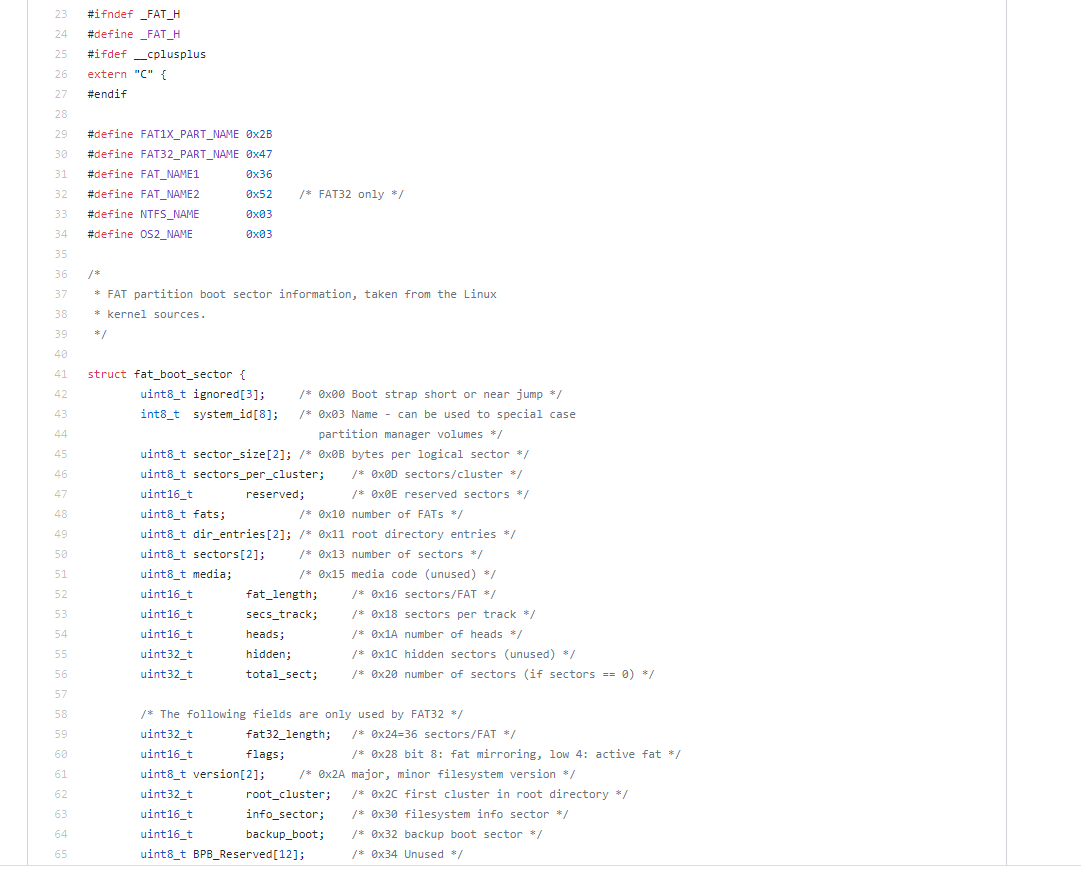 23 #ifndef _FAT_H
24 #define _FAT_H
25 #ifdef __cplusplus
26 extern "C" {
27 #endif
28
29 #define FAT1X_PART_NAME 0x2B
30 #define FAT32_PART_NAME 0x47
31 #define FAT_NAME1       0x36
32 #define FAT_NAME2       0x52    /* FAT32 only */
33 #define NTFS_NAME       0x03
34 #define OS2_NAME        0x03
35
36 /*
37  * FAT partition boot sector information, taken from the Linux
38  * kernel sources.
39  */
40
41 struct fat_boot_sector {
42         uint8_t ignored[3];     /* 0x00 Boot strap short or near jump */
43         int8_t  system_id[8];   /* 0x03 Name - can be used to special case
44                                    partition manager volumes */
45         uint8_t sector_size[2]; /* 0x0B bytes per logical sector */
46         uint8_t sectors_per_cluster;    /* 0x0D sectors/cluster */
47         uint16_t        reserved;       /* 0x0E reserved sectors */
48         uint8_t fats;           /* 0x10 number of FATs */
49         uint8_t dir_entries[2]; /* 0x11 root directory entries */
50         uint8_t sectors[2];     /* 0x13 number of sectors */
51         uint8_t media;          /* 0x15 media code (unused) */
52         uint16_t        fat_length;     /* 0x16 sectors/FAT */
53         uint16_t        secs_track;     /* 0x18 sectors per track */
54         uint16_t        heads;          /* 0x1A number of heads */
55         uint32_t        hidden;         /* 0x1C hidden sectors (unused) */
56         uint32_t        total_sect;     /* 0x20 number of sectors (if sectors == 0) */
57
58         /* The following fields are only used by FAT32 */
59         uint32_t        fat32_length;   /* 0x24=36 sectors/FAT */
60         uint16_t        flags;          /* 0x28 bit 8: fat mirroring, low 4: active fat */
61         uint8_t version[2];     /* 0x2A major, minor filesystem version */
62         uint32_t        root_cluster;   /* 0x2C first cluster in root directory */
63         uint16_t        info_sector;    /* 0x30 filesystem info sector */
64         uint16_t        backup_boot;    /* 0x32 backup boot sector */
65         uint8_t BPB_Reserved[12];       /* 0x34 Unused */